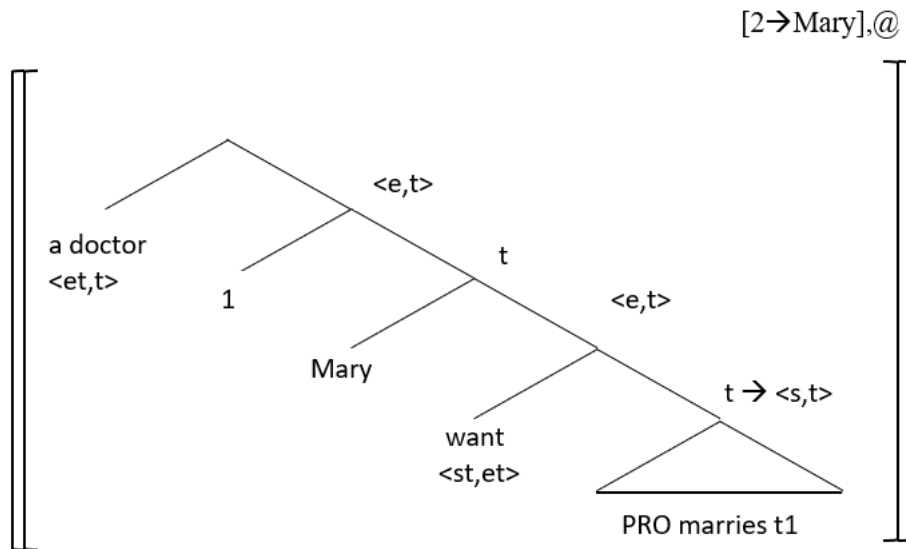 [2→Mary],@
<e,t>
a doctor
<et,t>
1
t
Mary
<e,t>
want
<st,et>
t → <s,t>
PRO marries t1